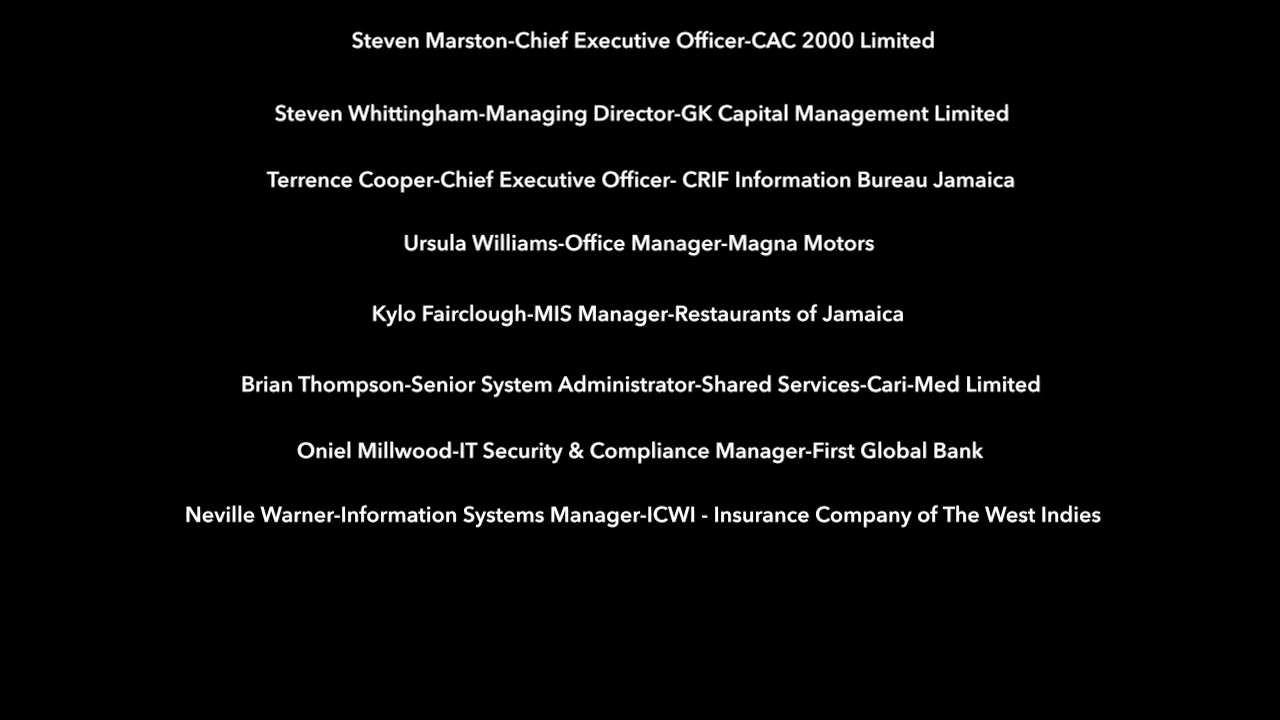 Steven Marston-Chief Executive Officer-CAC 2000 Limited
Steven Whittingham-Managing Director-GK Capital Management Limited
Terrence Cooper-Chief Executive Officer- CRIF Information Bureau Jamaica
Ursula Williams-Office Manager-Magna Motors
Kylo Fairclough-MIS Manager-Restaurants of Jamaica
Brian Thompson-Senior System Administrator-Shared Services-Cari-Med Limited
Oniel Millwood-IT Security & Compliance Manager-First Global Bank
Neville Warner-Information Systems Manager-ICWI - Insurance Company of The West Indies